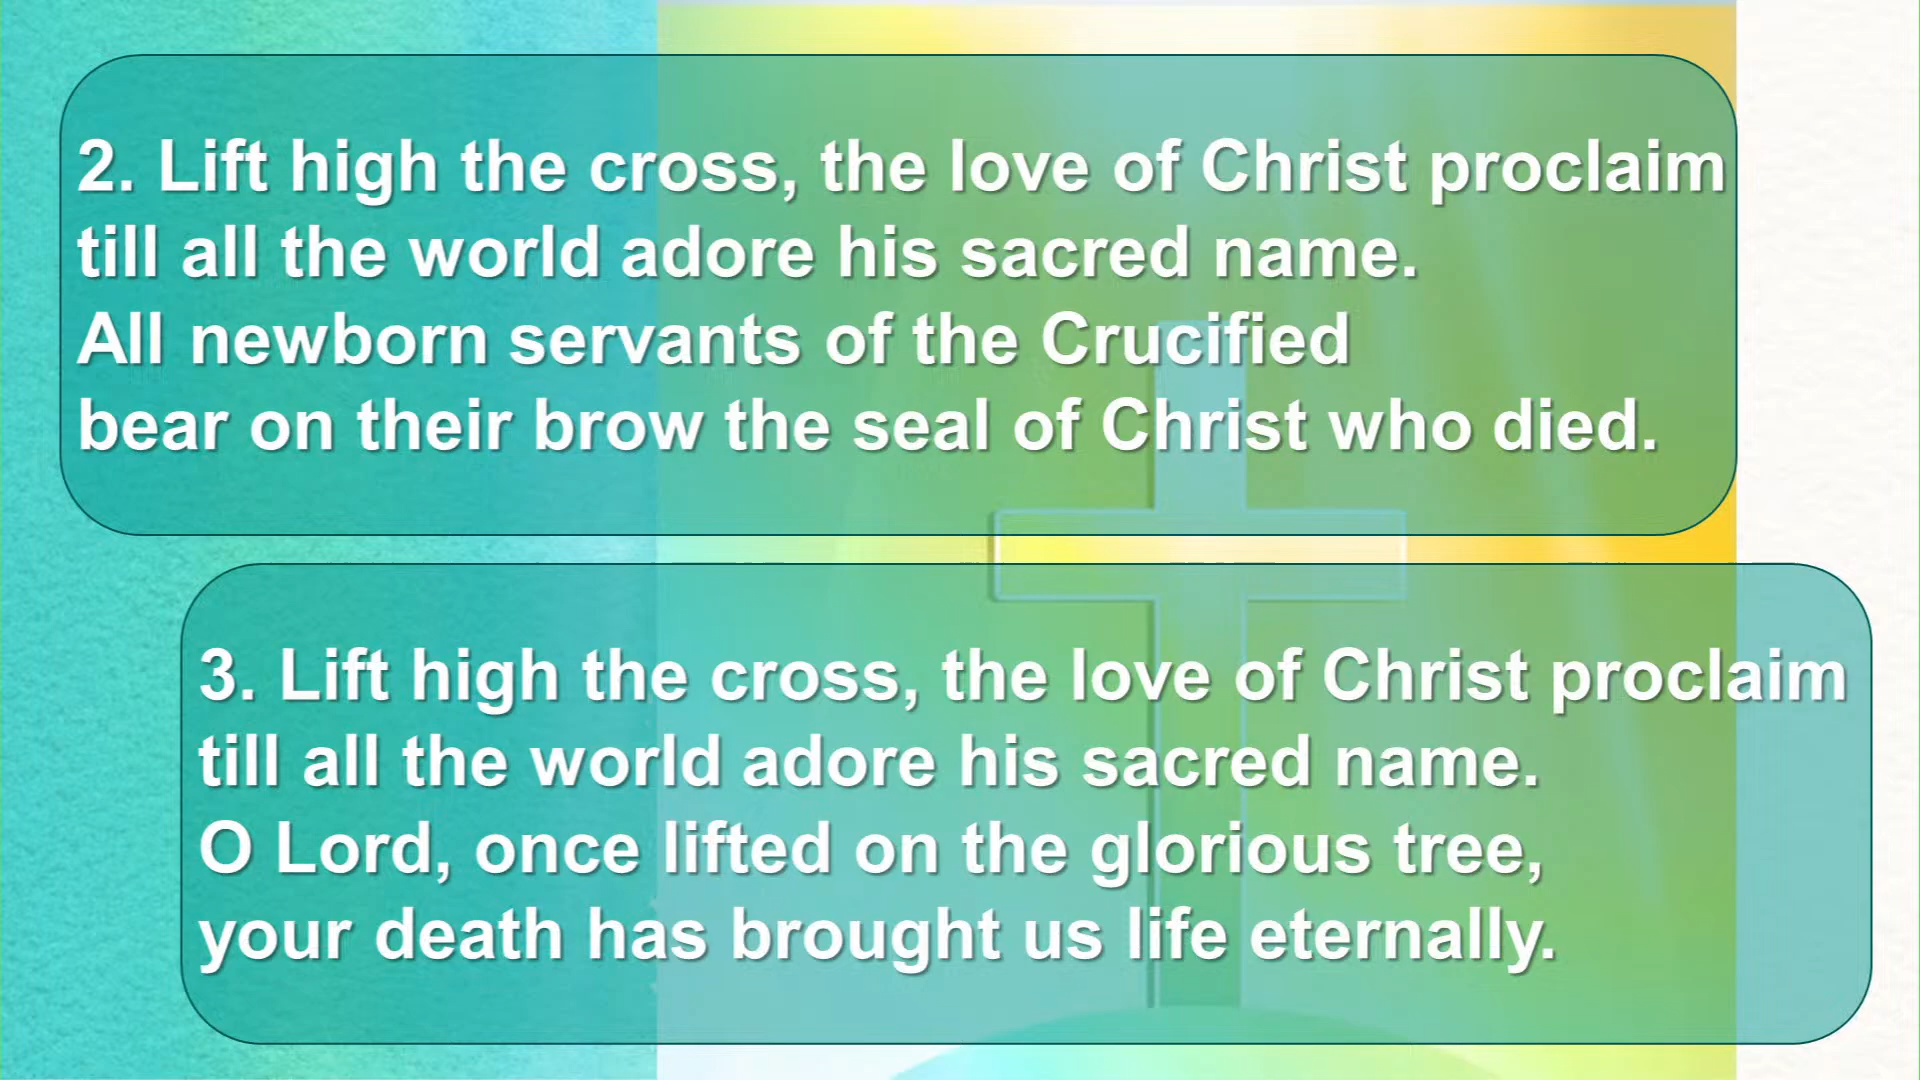 2. Lift high the cross, the love of Christ proclaim
till all the world adore his sacred name.
All newborn servants of the Crucified
bear on their brow the seal of Christ who died.
3. Lift high the cross, the love of Christ proclaim
till all the world adore his sacred name.
O Lord, once lifted on the glorious tree,
your death has brought us life eternally.